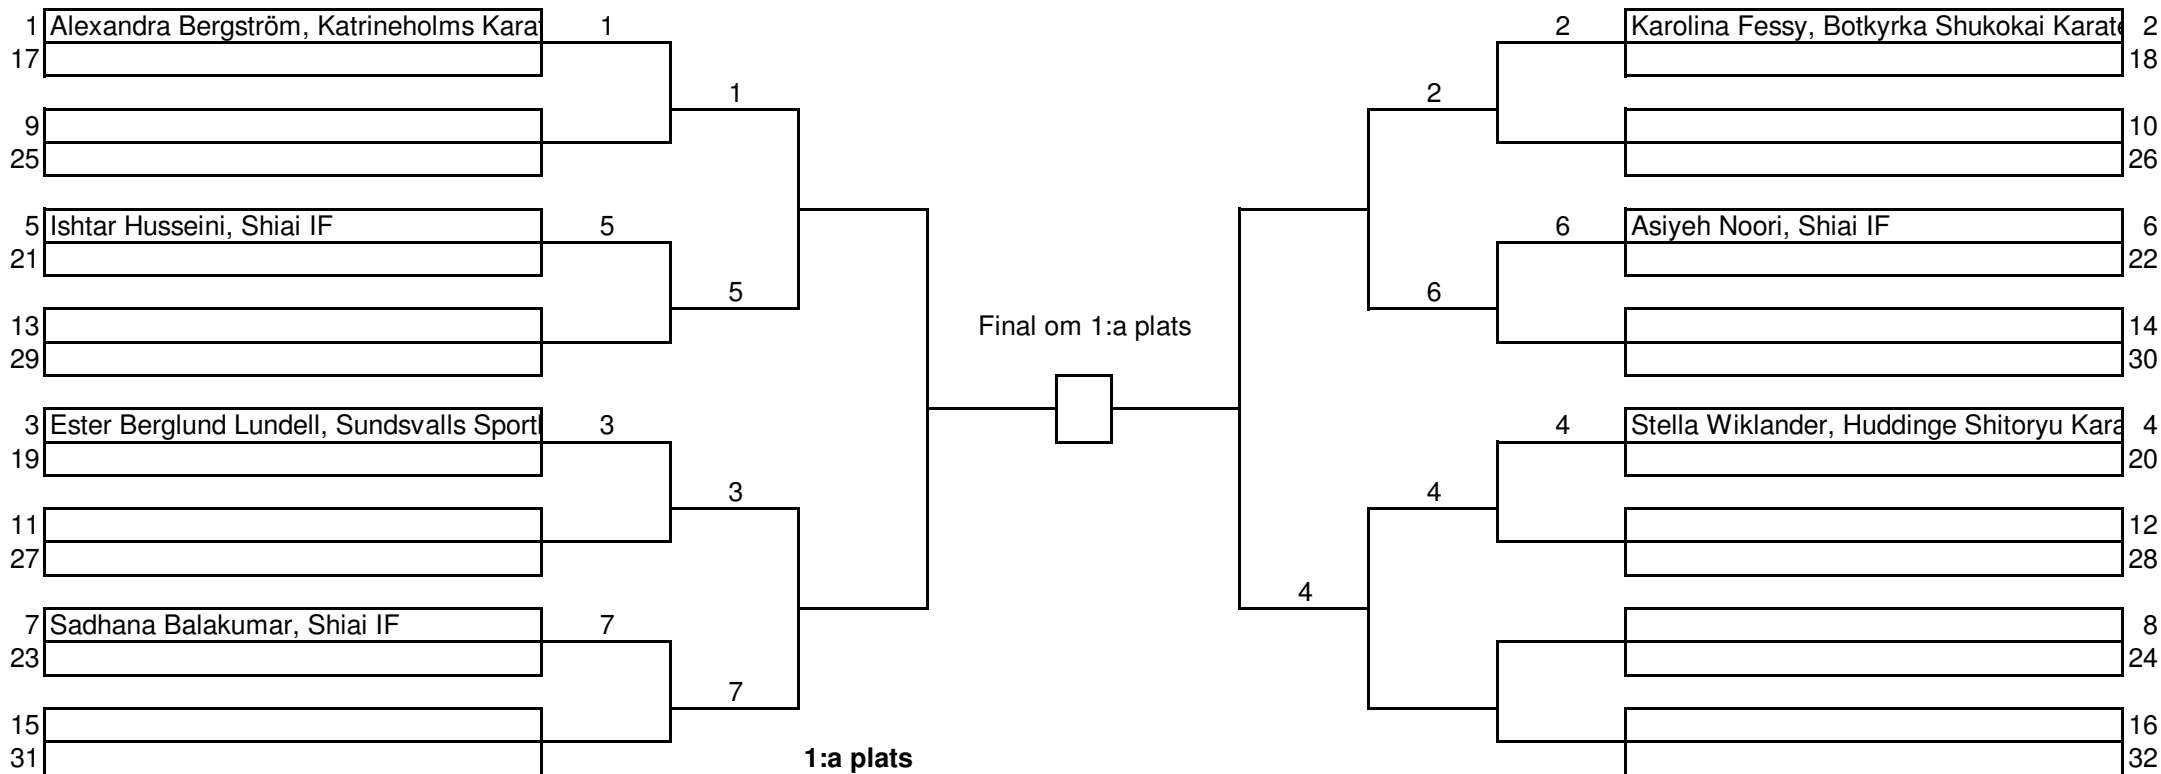 1 Alexandra Bergström, Katrineholms Kara 1 2 Karolina Fessy, Botkyrka Shukokai Karate 2
17 18
1 2
9 10
25 26
5 Ishtar Husseini, Shiai IF 5 6 Asiyeh Noori, Shiai IF 6
21 22
5 6
13 Final om 1:a plats 14
29 30
3 Ester Berglund Lundell, Sundsvalls Sport 3 4 Stella Wiklander, Huddinge Shitoryu Kara 4
19 20
3 4
11 12
27 28
4
7 Sadhana Balakumar, Shiai IF 7 8
23 24
7
15 16
31 1:a plats 32